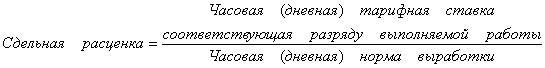 Часовая (дневная) тарифная ставка
соответствующая разряду выполняемой работы
Сдельная расценка =
Часовая (дневная) норма выработки